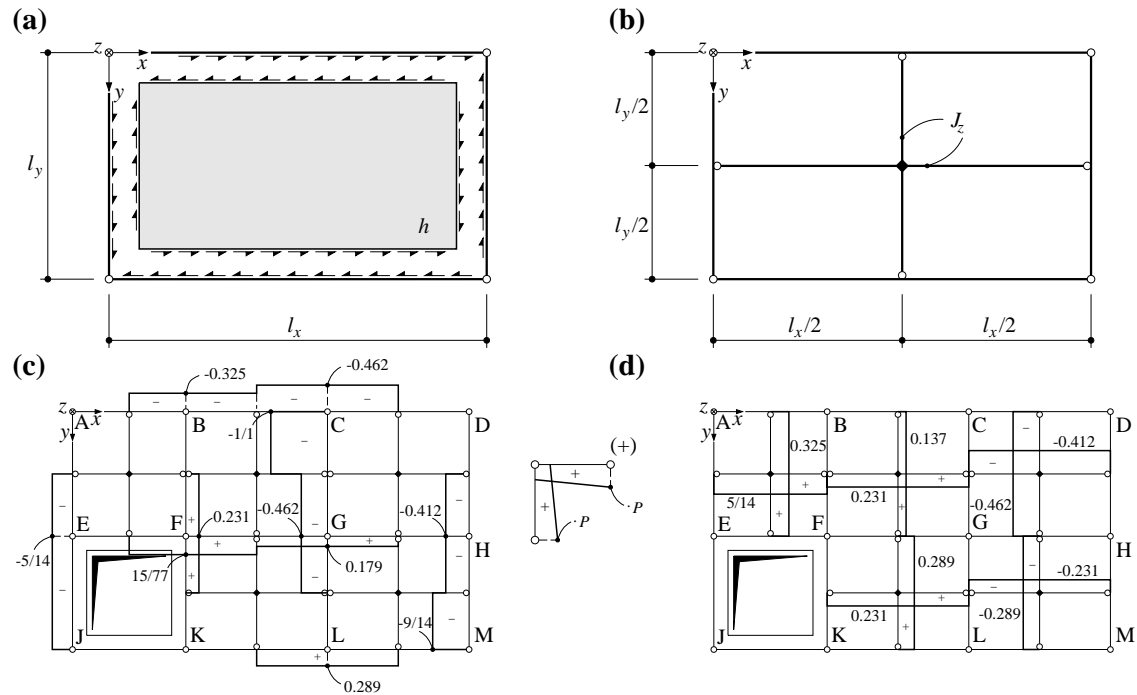 (a)
z
x
y
l_y
h
l_x
(b)
z
x
y
l_y/2
l_y/2
J_z
l_x/2
l_x/2
(c)
-0.325
-0.462
z
x
y
A
B
C
D
-1/1
E
F
0.231
-0.462
G
-0.412
H
-5/14
15/77
0.179
-9/14
J
K
L
M
0.289
(+)
+
+
· P
· P
(d)
z
x
y
A
B
C
D
0.325
0.137
-0.412
5/14
0.231
-0.462
E
F
G
H
0.289
-0.231
0.231
-0.289
J
K
L
M